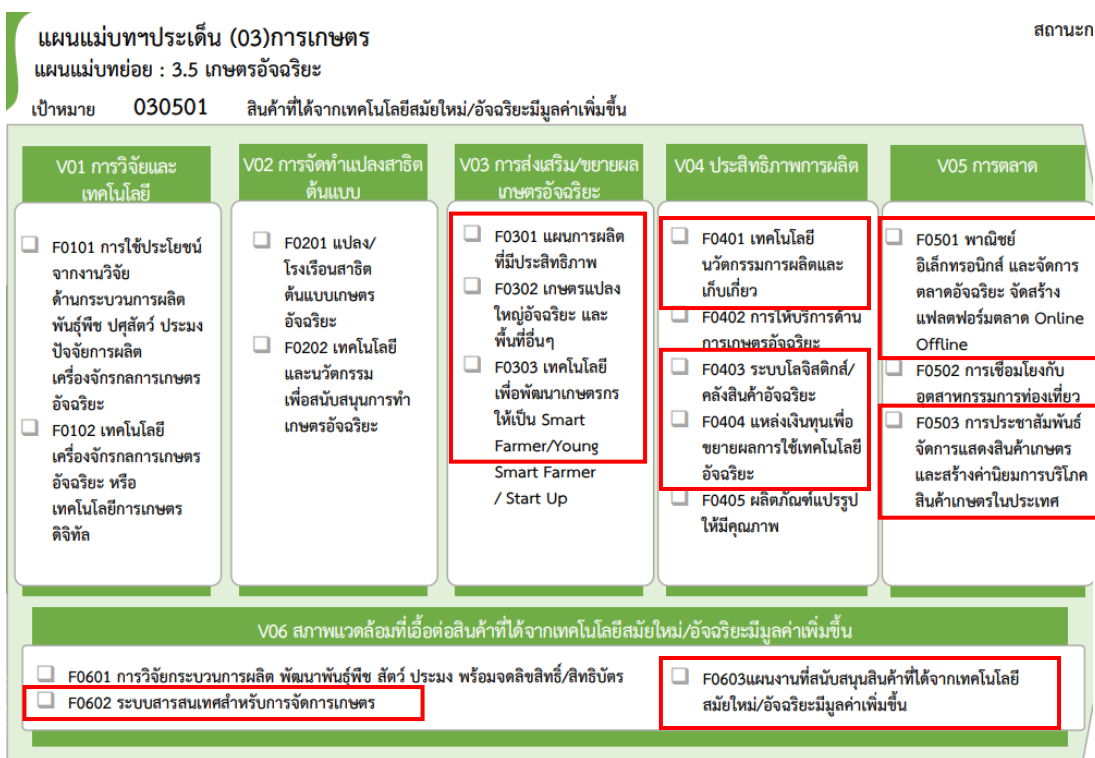 แผนแม่บทฯประเด็น (03)การเกษตร
สถานะก
แผนแม่บทย่อย : 3.5 เกษตรอัจฉริยะ
เป้าหมาย 030501 สินค้าที่ได้จากเทคโนโลยีสมัยใหม่/อัจฉริยะมีมูลค่าเพิ่มขึ้น
V01 การวิจัยและ
เทคโนโลยี
F0101 การใช้ประโยชน์
จากงานวิจัย
ด้านกระบวนการผลิต
พันธุ์พืช ปศุสัตว์ ประมง
ปัจจัยการผลิต
เครื่องจักรกลการเกษตร
อัจฉริยะ
F0102 เทคโนโลยี
เครื่องจักรกลการเกษตร
อัจฉริยะ หรือ
เทคโนโลยีการเกษตร
ดิจิทัล
V02 การจัดทำแปลงสาธิต
ต้นแบบ
F0201 แปลง/
โรงเรือนสาธิต
ต้นแบบเกษตร
อัจฉริยะ
F0202 เทคโนโลยี
และนวัตกรรม
เพื่อสนับสนุนการทำ
เกษตรอัจฉริยะ
V03 การส่งเสริม/ขยายผล
เกษตรอัจฉริยะ
F0301 แผนการผลิต
ที่มีประสิทธิภาพ
F0302 เกษตรแปลง
ใหญ่อัจฉริยะ และ
พื้นที่อื่นๆ
F0303 เทคโนโลยี
เพื่อพัฒนาเกษตรกร
ให้เป็น Smart
Farmer/Young
Smart Farmer
/ Start Up
V04 ประสิทธิภาพการผลิต
F0401 เทคโนโลยี
นวัตกรรมการผลิตและ
เก็บเกี่ยว
F0402 การให้บริการด้าน
การเกษตรอัจฉริยะ
F0403 ระบบโลจิสติกส์/
คลังสินค้าอัจฉริยะ
F0404 แหล่งเงินทุนเพื่อ
ขยายผลการใช้เทคโนโลยี
อัจฉริยะ
F0405 ผลิตภัณฑ์แปรรูป
ให้มีคุณภาพ
V05 การตลาด
F0501 พาณิชย์
อิเล็กทรอนิกส์ และจัดการ
ตลาดอัจฉริยะ จัดสร้าง
แฟลตฟอร์มตลาด Online
Offline
F0502 การเชื่อมโยงกับ
อุตสาหกรรมการท่องเที่ยว
F0503 การประชาสัมพันธ์
จัดการแสดงสินค้าเกษตร
และสร้างค่านิยมการบริโภค
สินค้าเกษตรในประเทศ
V06 สภาพแวดล้อมที่เอื้อต่อสินค้าที่ได้จากเทคโนโลยีสมัยใหม่/อัจฉริยะมีมูลค่าเพิ่มขึ้น
F0601 การวิจัยกระบวนการผลิต พัฒนาพันธุ์พืช สัตว์ ประมง พร้อมจดลิขสิทธิ์/สิทธิบัตร
F0602 ระบบสารสนเทศสำหรับการจัดการเกษตร
F0603แผนงานที่สนับสนุนสินค้าที่ได้จากเทคโนโลยี
สมัยใหม่/อัจฉริยะมีมูลค่าเพิ่มขึ้น